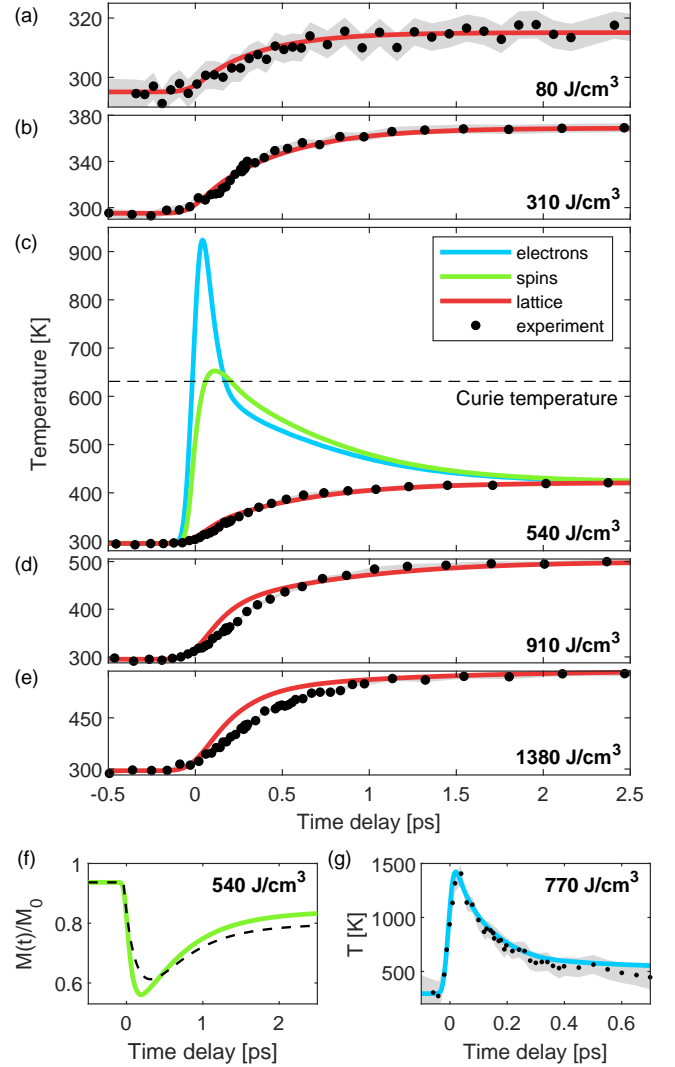 (a)
315
295
80 J/cm³
(b)
380
340
300
310 J/cm³
(c)
900
800
700
600
500
400
300
Temperature [K]
electrons
spins
lattice
experiment
Curie temperature
540 J/cm³
(d)
500
400
300
910 J/cm³
(e)
450
300
1380 J/cm³
-0.5 0 0.5 1 1.5 2 2.5
Time delay [ps]
(f)
1
0.8
0.6
M(t)/M₀
540 J/cm³
0 2
Time delay [ps]
(g)
1500
1000
500
T [K]
770 J/cm³
0 0.2 0.4 0.6
Time delay [ps]